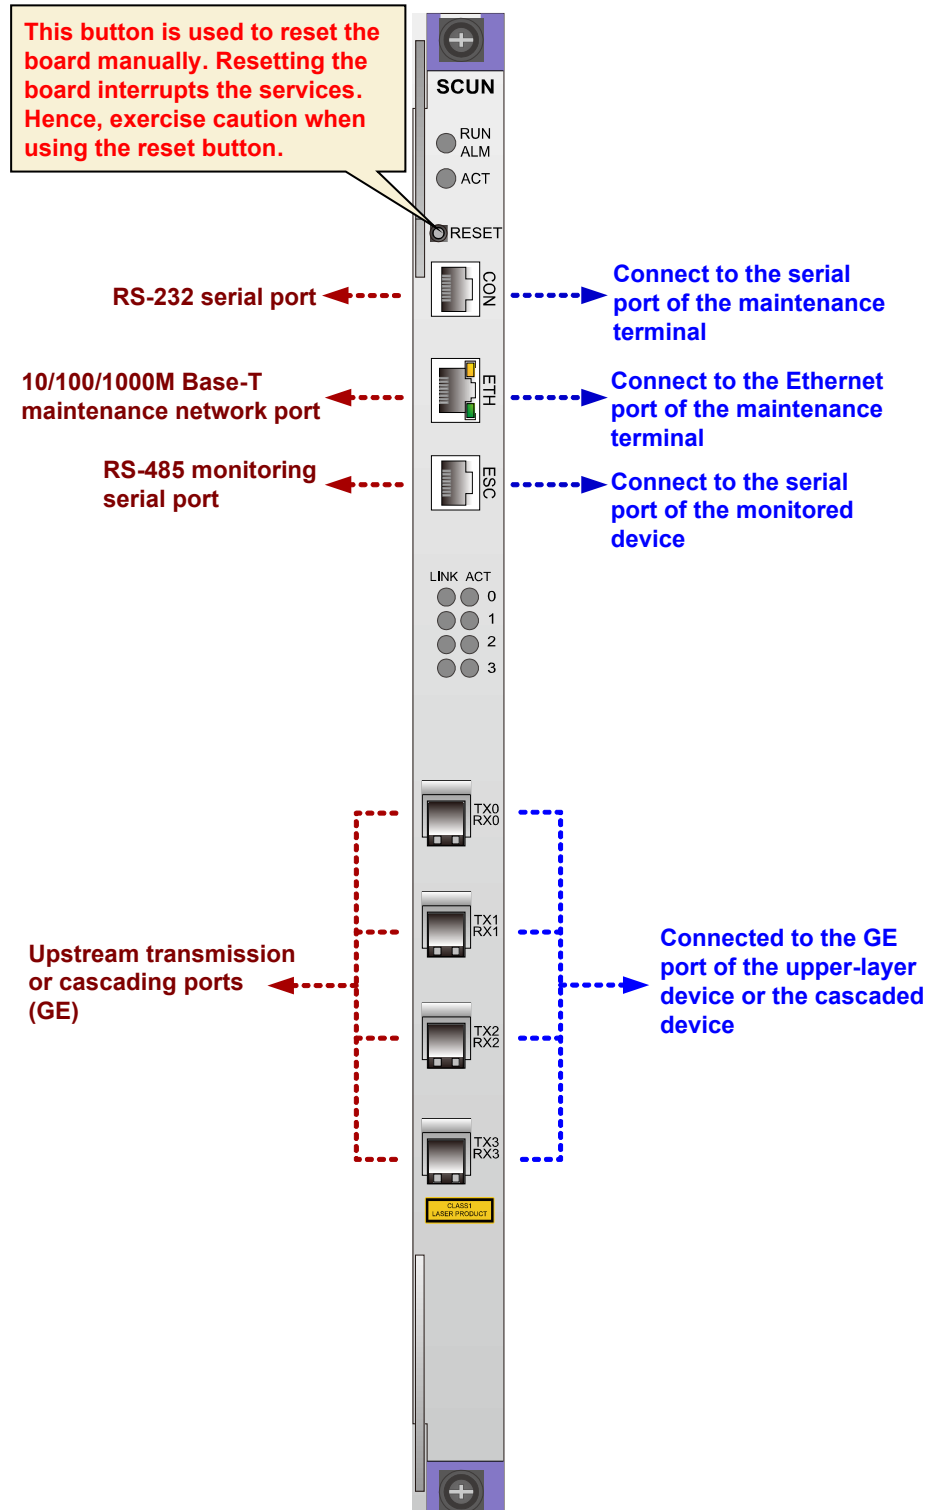 This button is used to reset the
board manually. Resetting the
board interrupts the services.
Hence, exercise caution when
using the reset button.
SCUN
RUN
ALM
ACT
RESET
RS-232 serial port
CON
Connect to the serial
port of the maintenance
terminal
10/100/1000M Base-T
maintenance network port
ETH
Connect to the Ethernet
port of the maintenance
terminal
RS-485 monitoring
serial port
ESC
Connect to the serial
port of the monitored
device
LINK ACT
0
1
2
3
TX0
RX0
TX1
RX1
Upstream transmission
or cascading ports
(GE)
Connected to the GE
port of the upper-layer
device or the cascaded
device
TX2
RX2
TX3
RX3
CLASS1
LASER PRODUCT